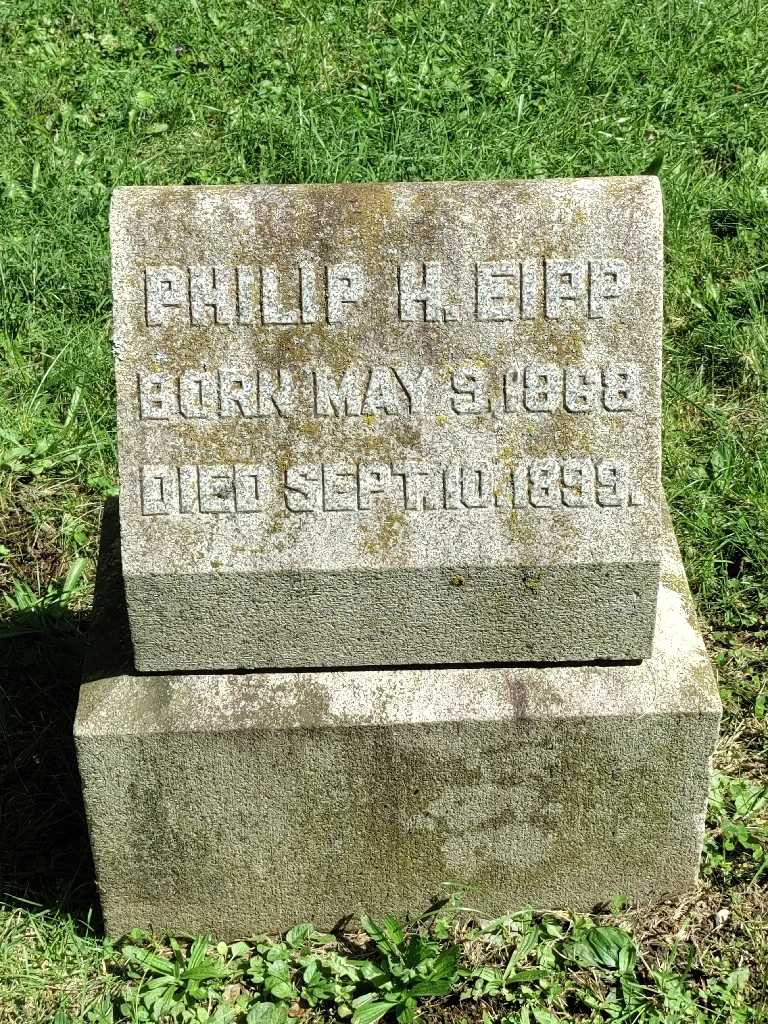 PHILIP H. EIPP
BORN MAY 9, 1868
DIED SEPT. 10, 1899.